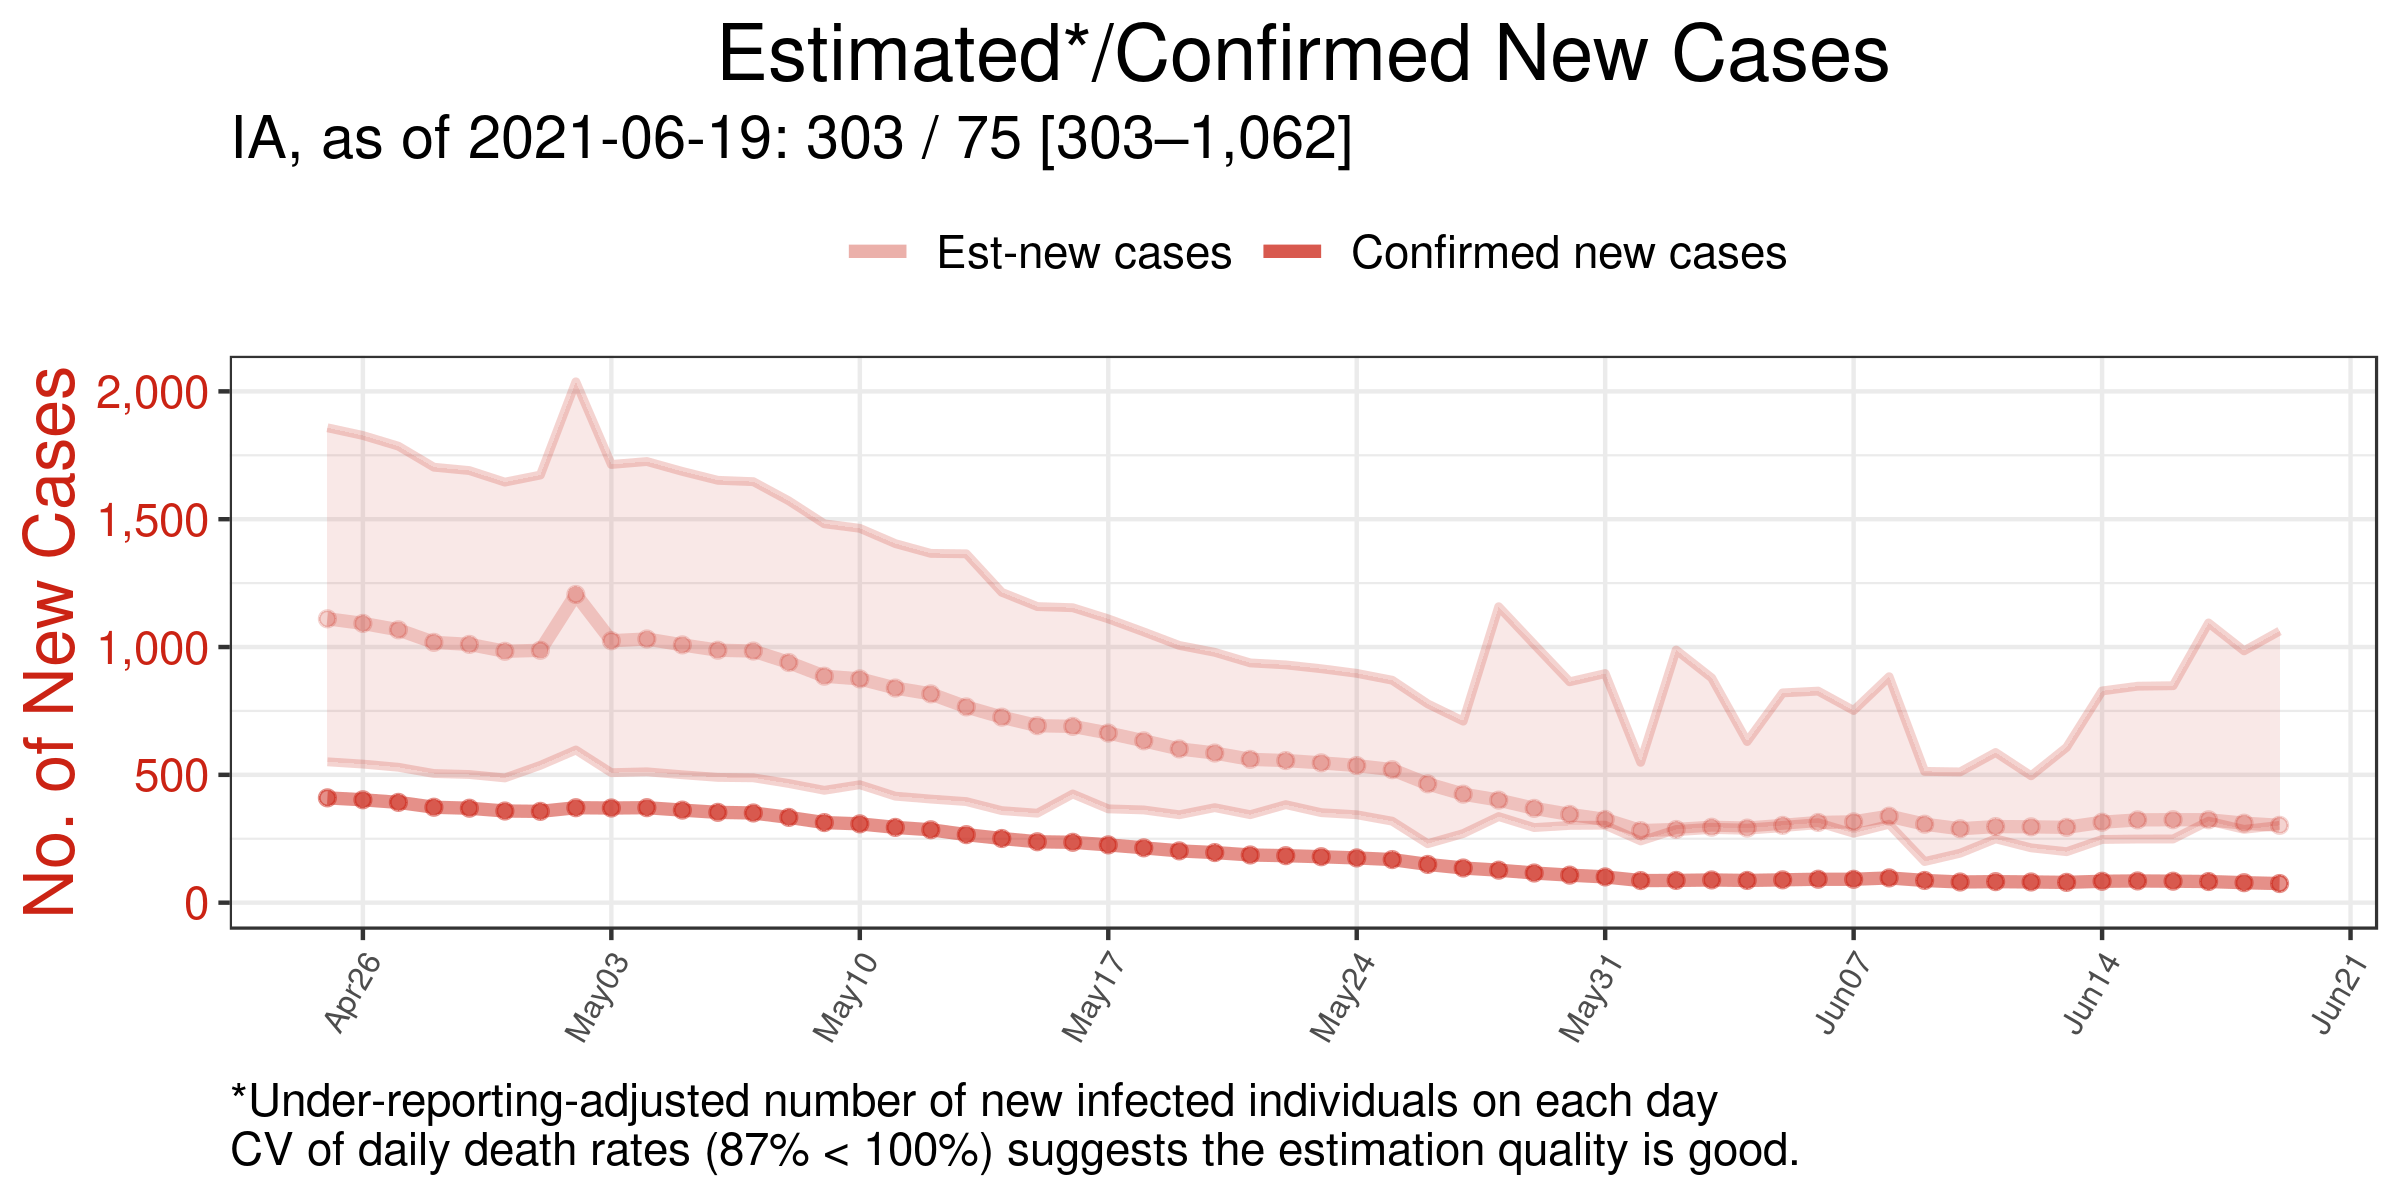 Estimated*/Confirmed New Cases
IA, as of 2021-06-19: 303 / 75 [303–1,062]
Est-new cases
Confirmed new cases
No. of New Cases
2,000
1,500
1,000
500
0
Apr26
May03
May10
May17
May24
May31
Jun07
Jun14
Jun21
*Under-reporting-adjusted number of new infected individuals on each day
CV of daily death rates (87% < 100%) suggests the estimation quality is good.